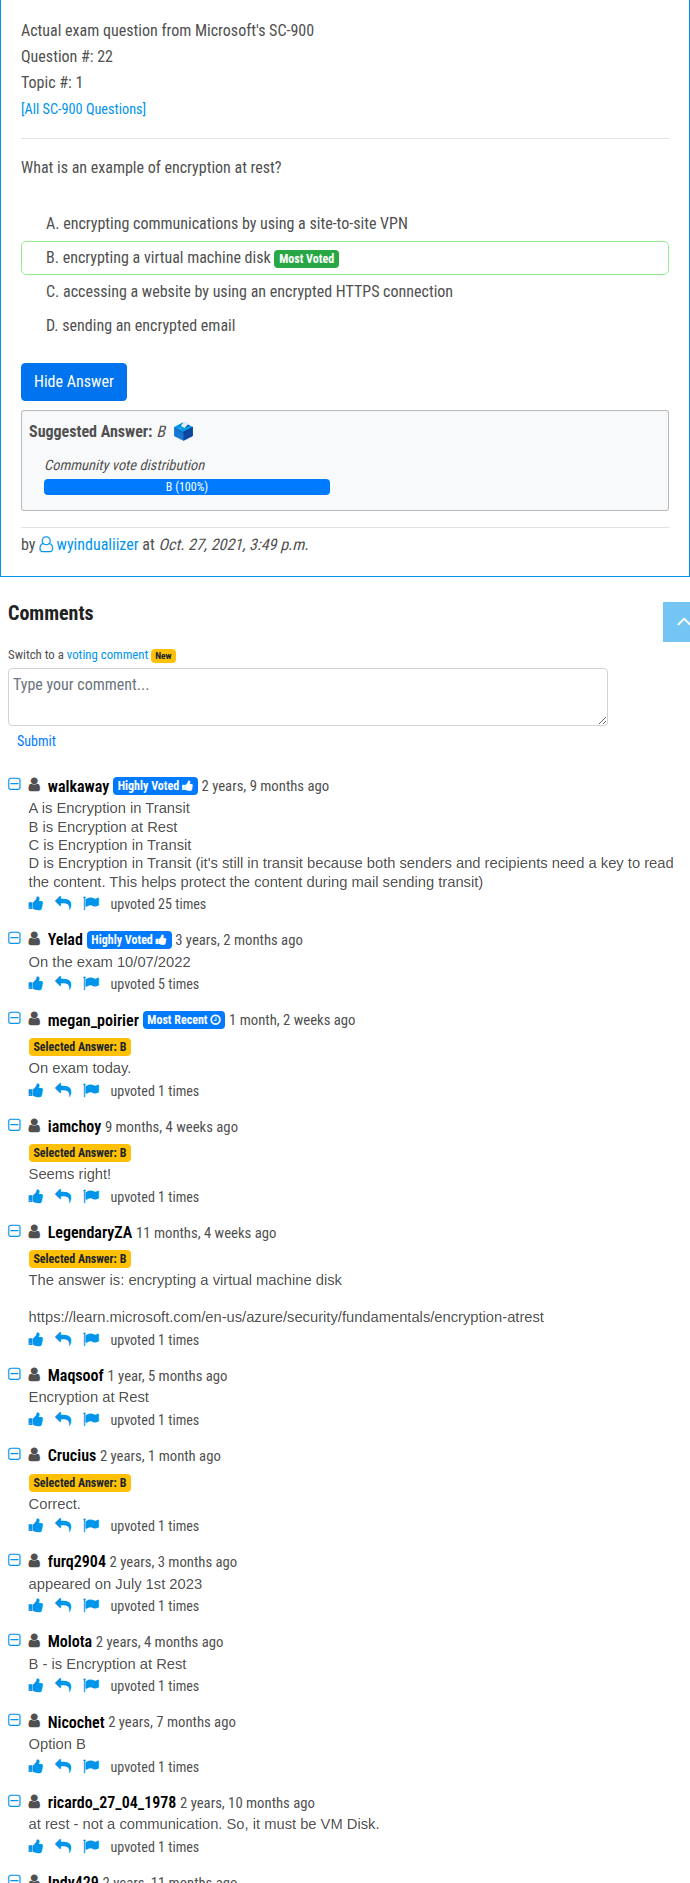 Actual exam question from Microsoft's SC-900
Question #: 22
Topic #: 1
[All SC-900 Questions]
What is an example of encryption at rest?
A. encrypting communications by using a site-to-site VPN
B. encrypting a virtual machine disk Most Voted
C. accessing a website by using an encrypted HTTPS connection
D. sending an encrypted email
Hide Answer
Suggested Answer: B
Community vote distribution
B (100%)
by wyindualiizer at Oct. 27, 2021, 3:49 p.m.
Comments
Switch to a voting comment New
Type your comment...
Submit
walkaway Highly Voted 2 years, 9 months ago
A is Encryption in Transit
B is Encryption at Rest
C is Encryption in Transit
D is Encryption in Transit (it's still in transit because both senders and recipients need a key to read
the content. This helps protect the content during mail sending transit)
upvoted 25 times
Yelad Highly Voted 3 years, 2 months ago
On the exam 10/07/2022
upvoted 5 times
megan_poirier Most Recent 1 month, 2 weeks ago
Selected Answer: B
On exam today.
upvoted 1 times
iamchoy 9 months, 4 weeks ago
Selected Answer: B
Seems right!
upvoted 1 times
LegendaryZA 11 months, 4 weeks ago
Selected Answer: B
The answer is: encrypting a virtual machine disk
https://learn.microsoft.com/en-us/azure/security/fundamentals/encryption-atrest
upvoted 1 times
Maqsoof 1 year, 5 months ago
Encryption at Rest
upvoted 1 times
Crucius 2 years, 1 month ago
Selected Answer: B
Correct.
upvoted 1 times
furq2904 2 years, 3 months ago
appeared on July 1st 2023
upvoted 1 times
Molota 2 years, 4 months ago
B - is Encryption at Rest
upvoted 1 times
Nicochet 2 years, 7 months ago
Option B
upvoted 1 times
ricardo_27_04_1978 2 years, 10 months ago
at rest - not a communication. So, it must be VM Disk.
upvoted 1 times
Indy429 2 years, 11 months ago